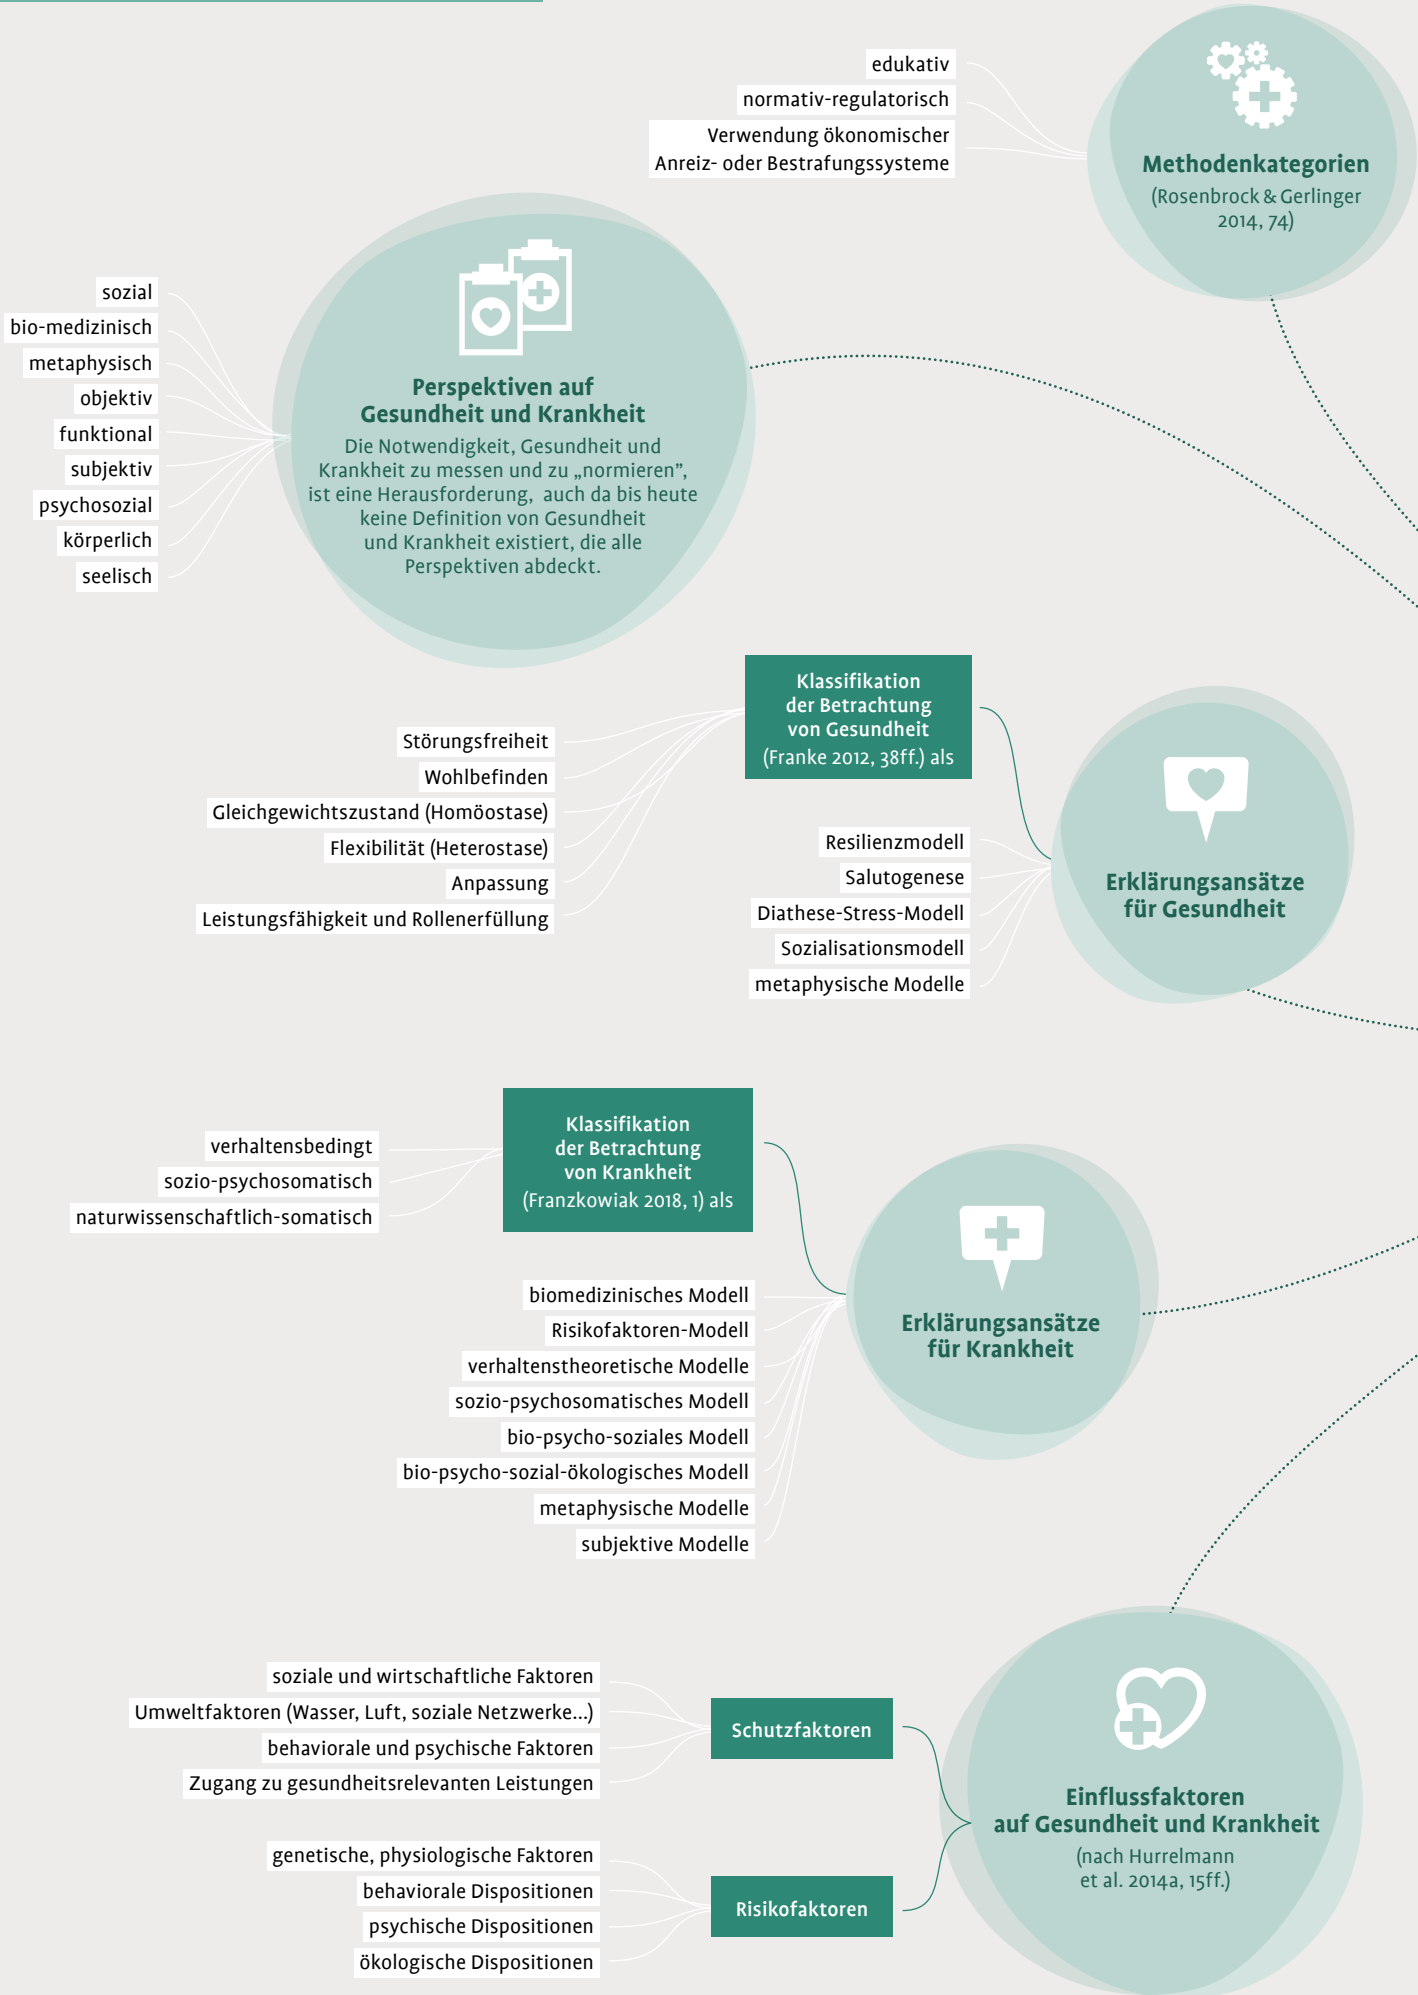 edukativ
normativ-regulatorisch
Verwendung ökonomischer
Anreiz- oder Bestrafungssysteme
Methodenkategorien
(Rosenbrock & Gerlinger
2014, 74)
sozial
bio-medizinisch
metaphysisch
objektiv
funktional
subjektiv
psychosozial
körperlich
seelisch
Perspektiven auf
Gesundheit und Krankheit
Die Notwendigkeit, Gesundheit und
Krankheit zu messen und zu „normieren”,
ist eine Herausforderung, auch da bis heute
keine Definition von Gesundheit
und Krankheit existiert, die alle
Perspektiven abdeckt.
Klassifikation
der Betrachtung
von Gesundheit
(Franke 2012, 38ff.) als
Störungsfreiheit
Wohlbefinden
Gleichgewichtszustand (Homöostase)
Flexibilität (Heterostase)
Anpassung
Leistungsfähigkeit und Rollenerfüllung
Resilienzmodell
Salutogenese
Diathese-Stress-Modell
Sozialisationsmodell
metaphysische Modelle
Erklärungsansätze
für Gesundheit
Klassifikation
der Betrachtung
von Krankheit
(Franzkowiak 2018, 1) als
verhaltensbedingt
sozio-psychosomatisch
naturwissenschaftlich-somatisch
biomedizinisches Modell
Risikofaktoren-Modell
verhaltenstheoretische Modelle
sozio-psychosomatisches Modell
bio-psycho-soziales Modell
bio-psycho-sozial-ökologisches Modell
metaphysische Modelle
subjektive Modelle
Erklärungsansätze
für Krankheit
soziale und wirtschaftliche Faktoren
Umweltfaktoren (Wasser, Luft, soziale Netzwerke...)
behaviorale und psychische Faktoren
Zugang zu gesundheitsrelevanten Leistungen
Schutzfaktoren
genetische, physiologische Faktoren
behaviorale Dispositionen
psychische Dispositionen
ökologische Dispositionen
Risikofaktoren
Einflussfaktoren
auf Gesundheit und Krankheit
(nach Hurrelmann
et al. 2014a, 15ff.)